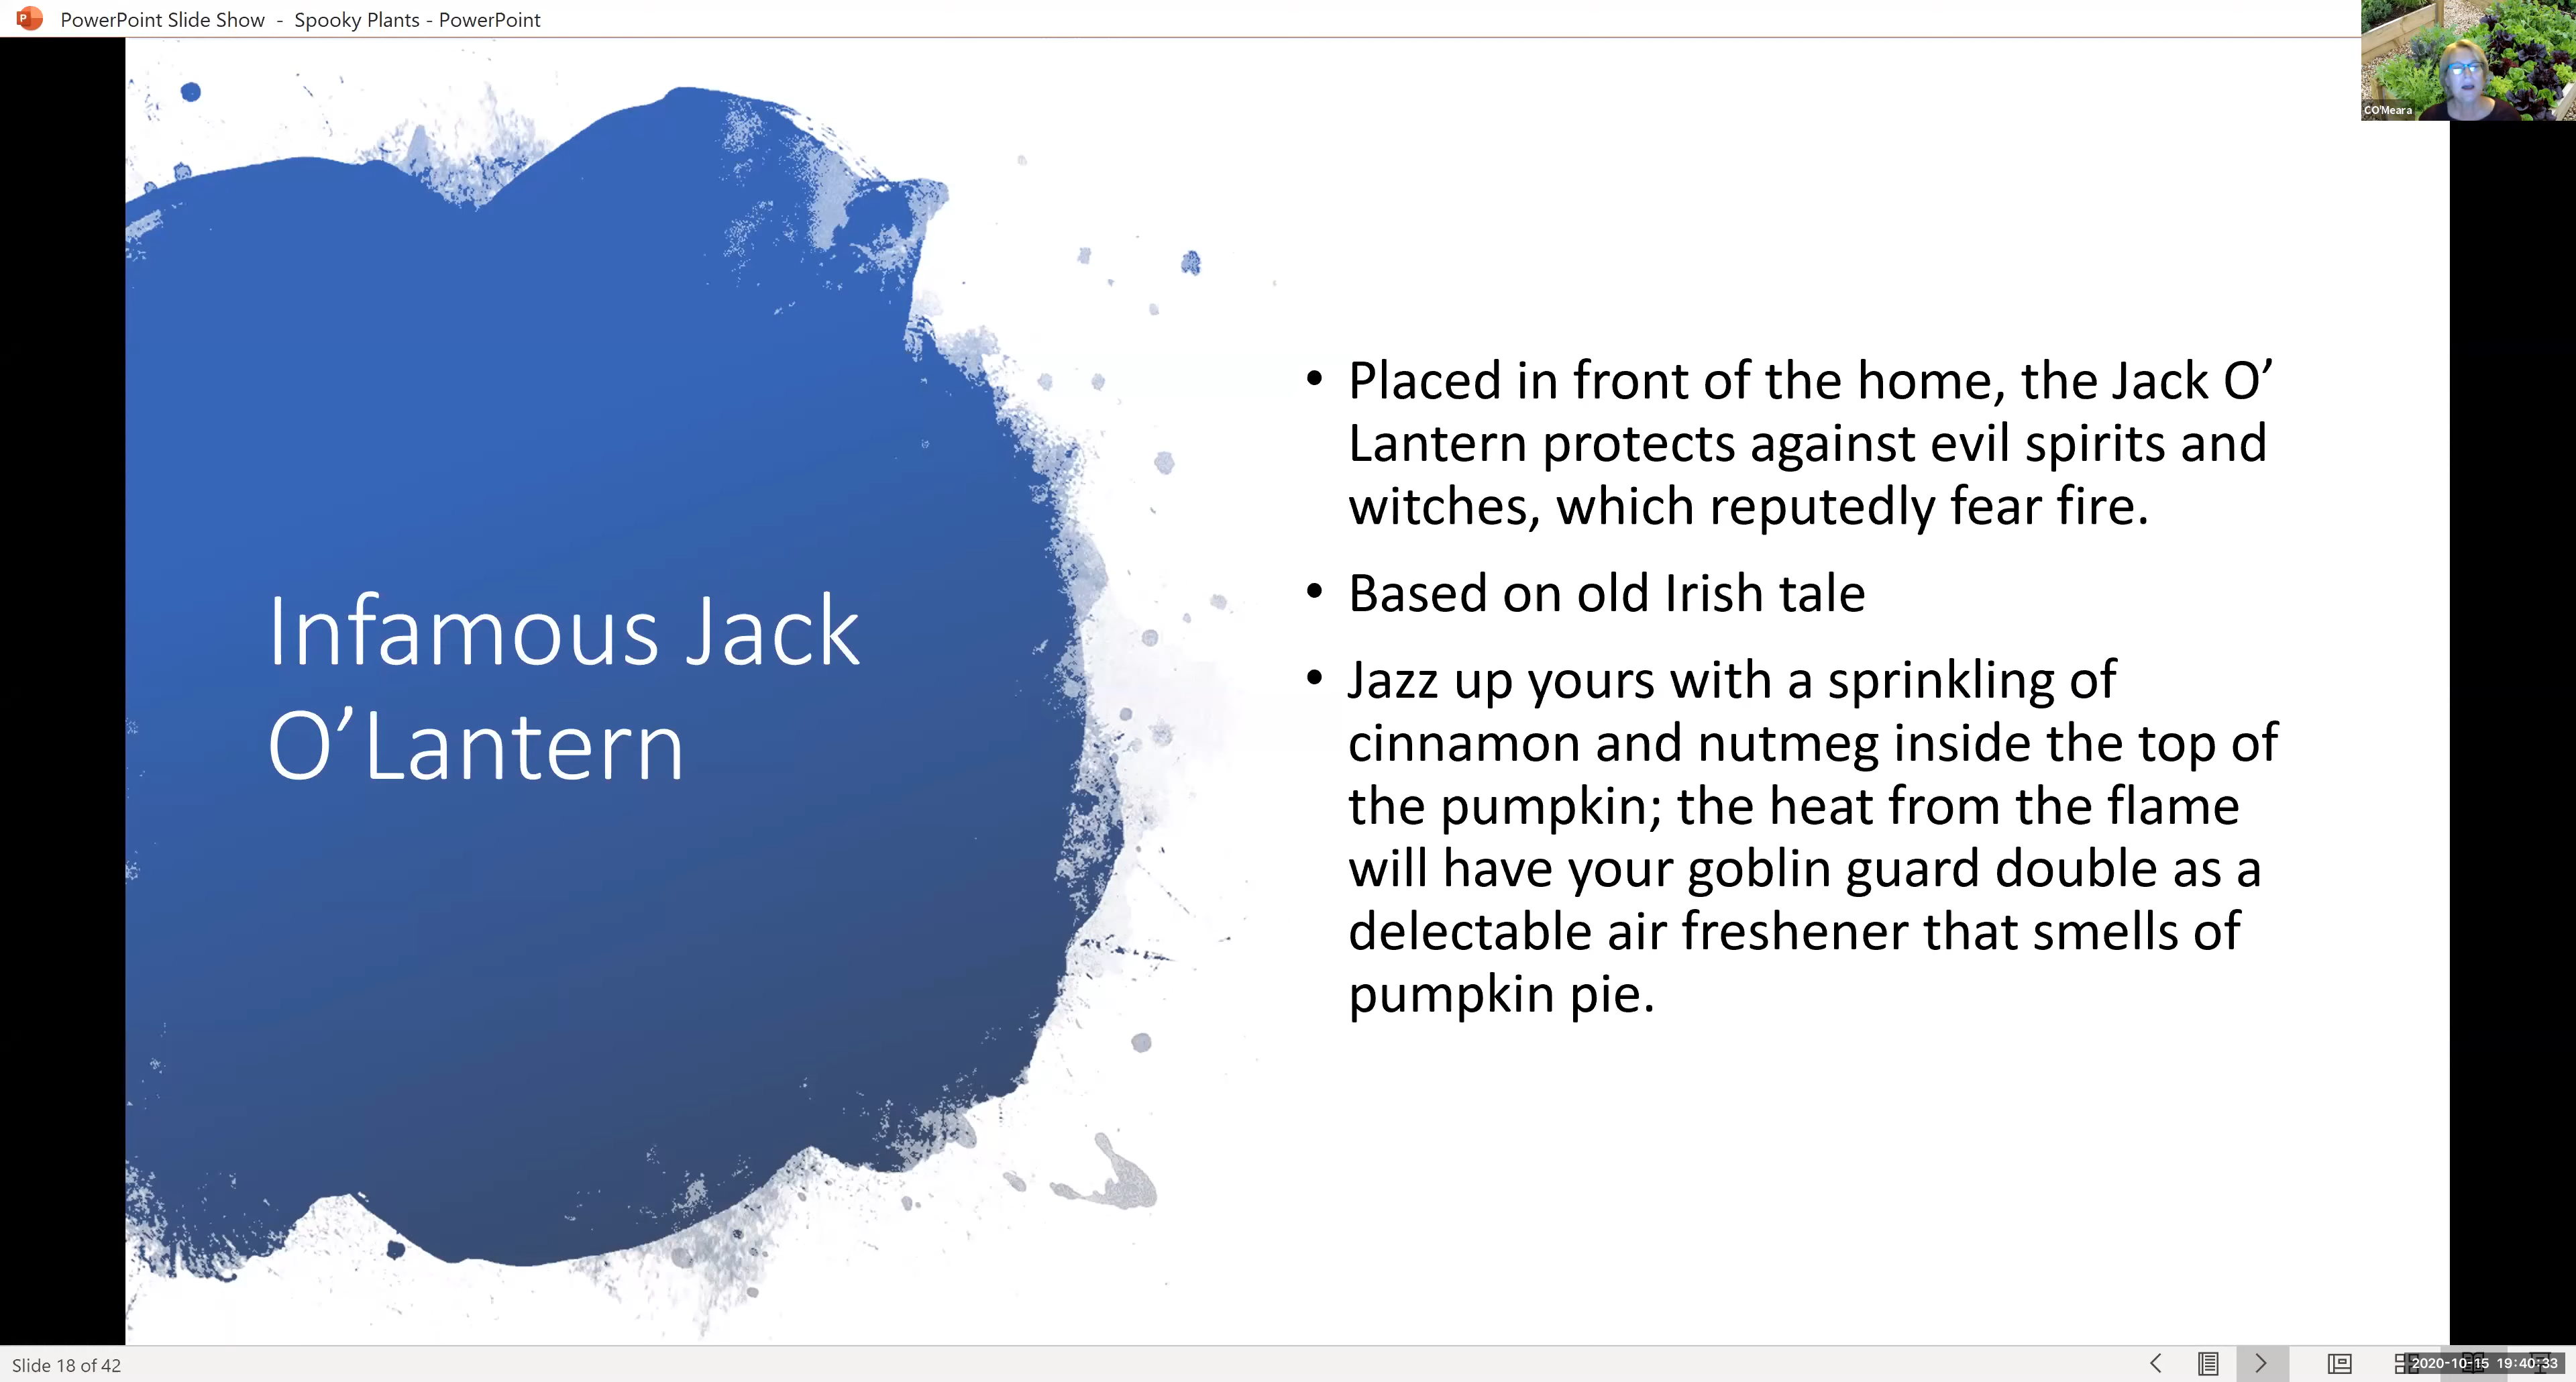 PowerPoint Slide Show - Spooky Plants - PowerPoint
CO'Meara
Infamous Jack
O’Lantern
• Placed in front of the home, the Jack O’
Lantern protects against evil spirits and
witches, which reputedly fear fire.
• Based on old Irish tale
• Jazz up yours with a sprinkling of
cinnamon and nutmeg inside the top of
the pumpkin; the heat from the flame
will have your goblin guard double as a
delectable air freshener that smells of
pumpkin pie.
Slide 18 of 42
2020-10-15 19:40:33